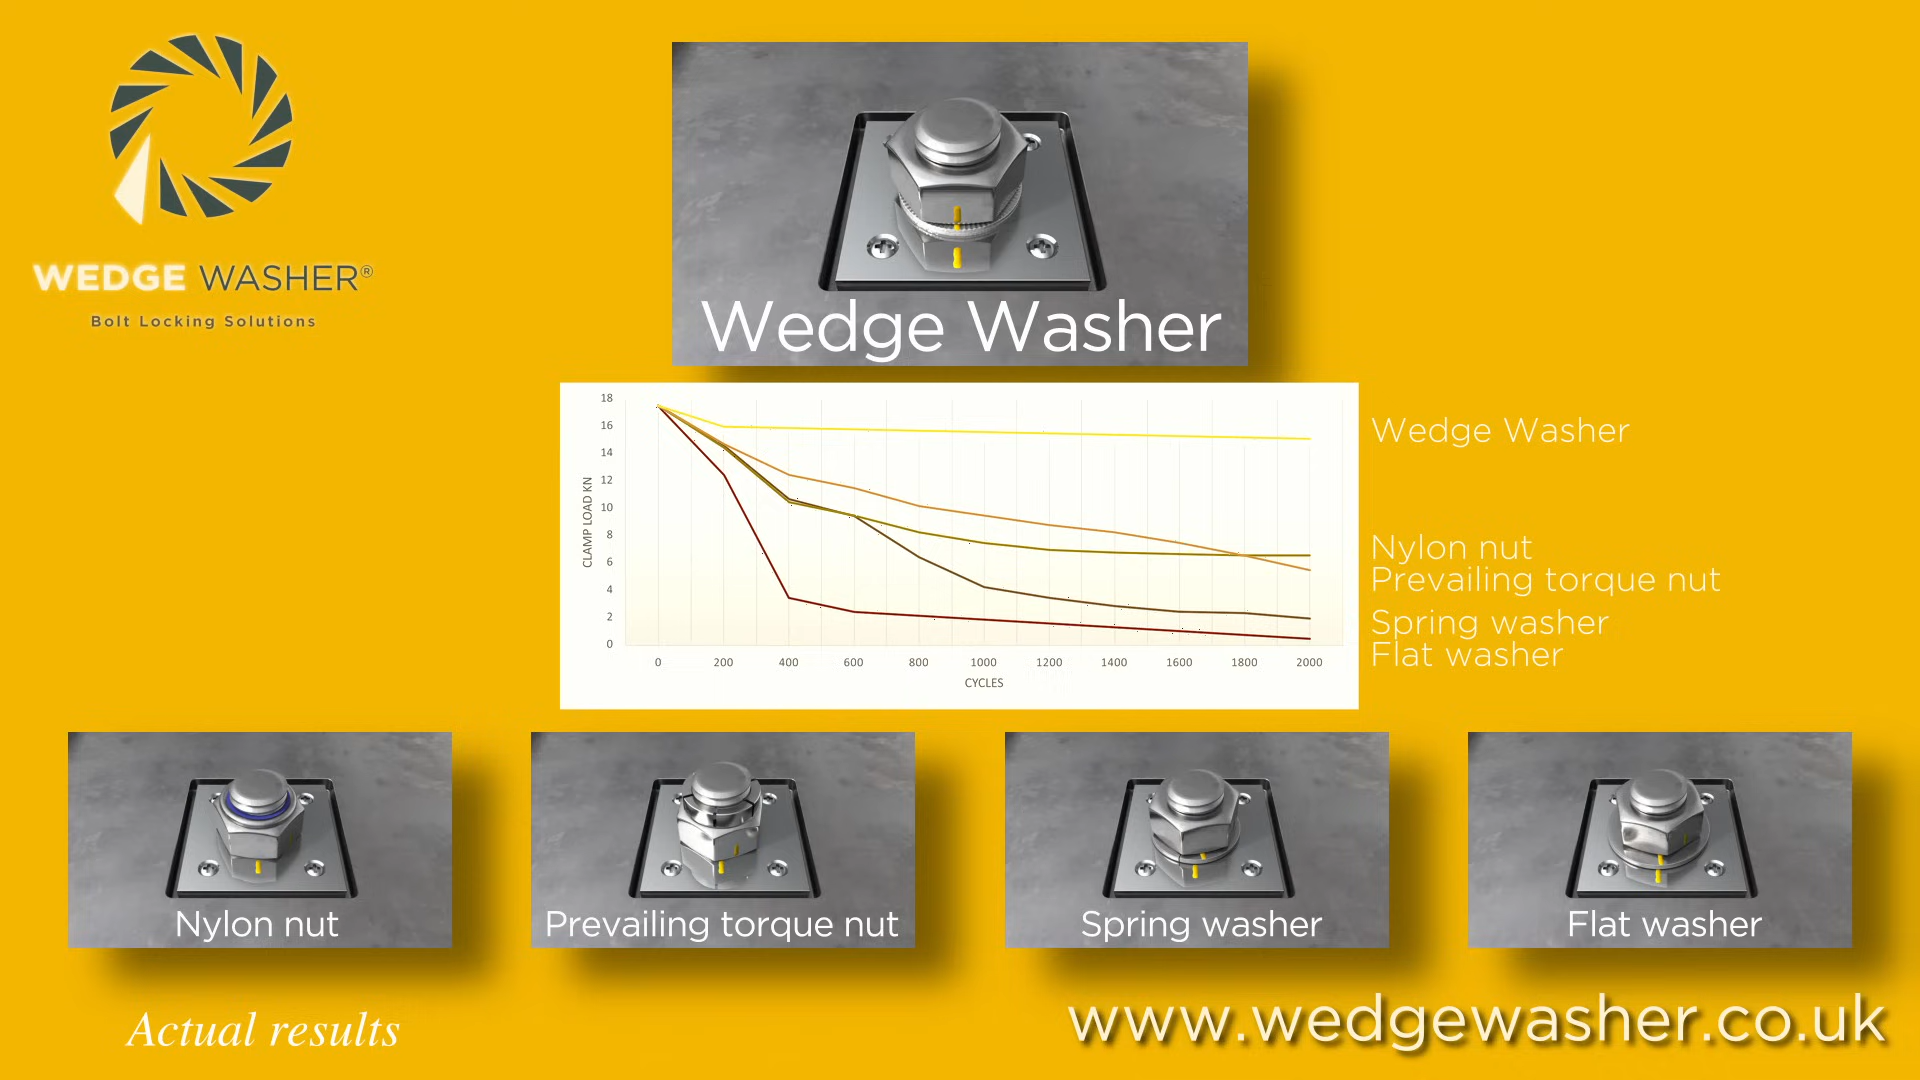 WEDGE WASHER®
Bolt Locking Solutions
Wedge Washer
18
16
14
12
10
8
6
4
2
0
CLAMP LOAD KN
0 200 400 600 800 1000 1200 1400 1600 1800 2000
CYCLES
Wedge Washer
Nylon nut
Prevailing torque nut
Spring washer
Flat washer
Nylon nut
Prevailing torque nut
Spring washer
Flat washer
Actual results
www.wedgewasher.co.uk